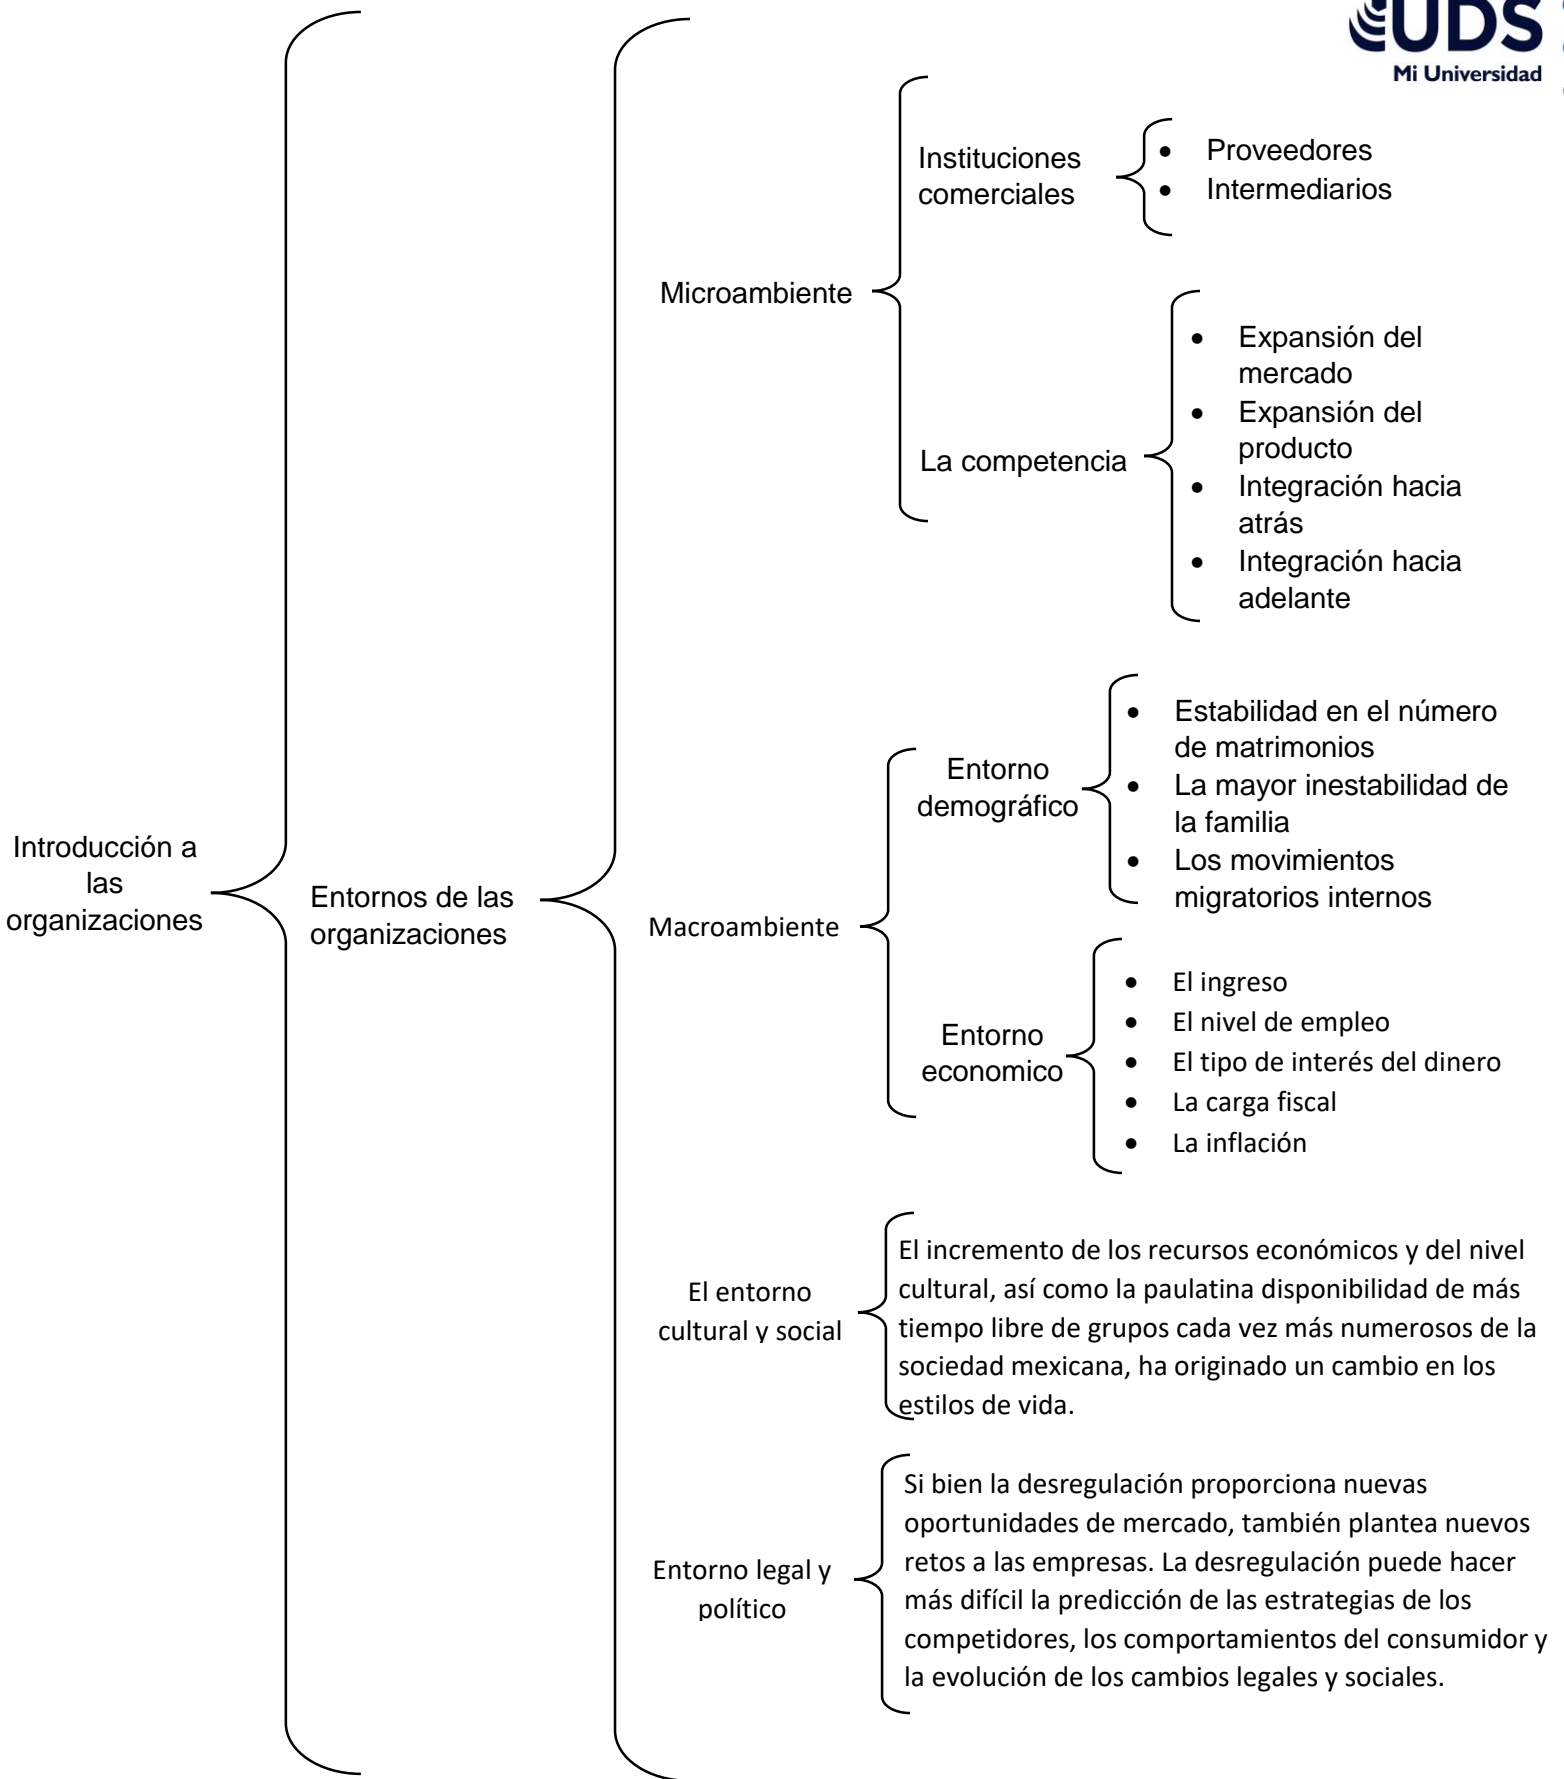 UDS
Mi Universidad
Instituciones
comerciales
Proveedores
Intermediarios
Microambiente
Expansión del
mercado
Expansión del
producto
La competencia
Integración hacia
atrás
Integración hacia
adelante
Introducción a
las
organizaciones
Entornos de las
organizaciones
Macroambiente
Entorno
demográfico
Estabilidad en el número
de matrimonios
La mayor inestabilidad de
la familia
Los movimientos
migratorios internos
Entorno
economico
El ingreso
El nivel de empleo
El tipo de interés del dinero
La carga fiscal
La inflación
El entorno
cultural y social
El incremento de los recursos económicos y del nivel
cultural, así como la paulatina disponibilidad de más
tiempo libre de grupos cada vez más numerosos de la
sociedad mexicana, ha originado un cambio en los
estilos de vida.
Entorno legal y
político
Si bien la desregulación proporciona nuevas
oportunidades de mercado, también plantea nuevos
retos a las empresas. La desregulación puede hacer
más difícil la predicción de las estrategias de los
competidores, los comportamientos del consumidor y
la evolución de los cambios legales y sociales.